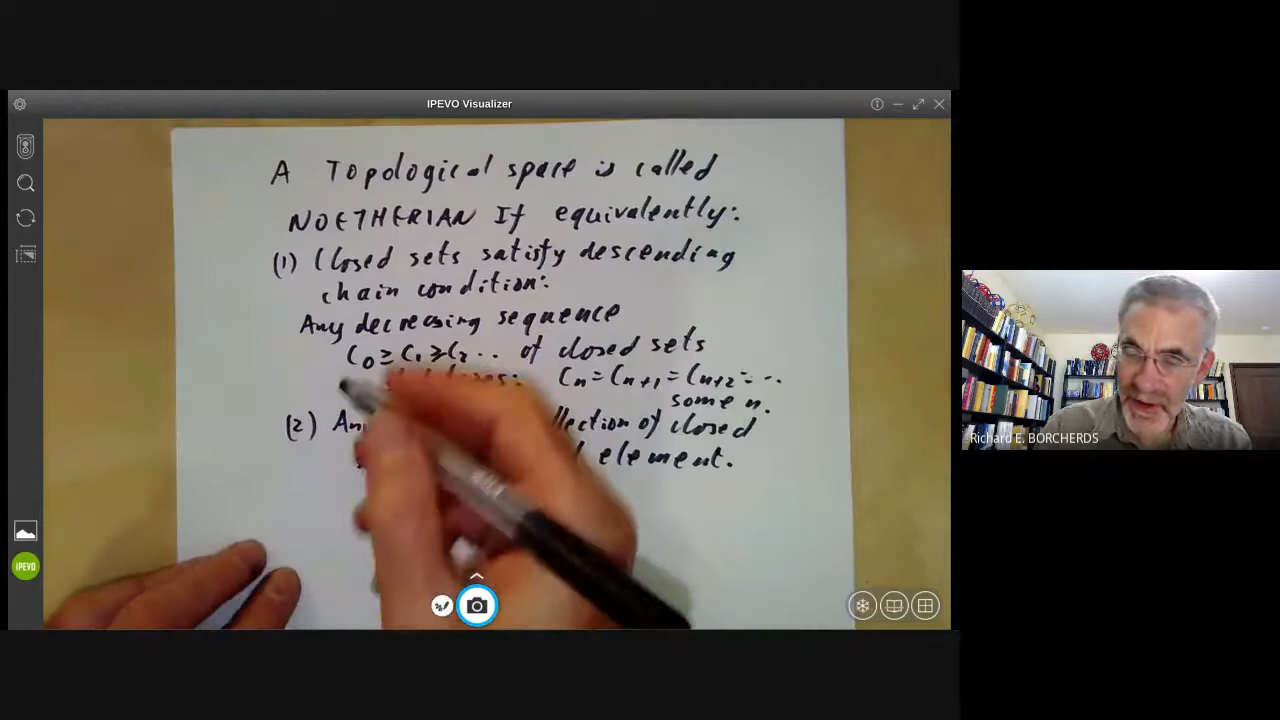 IPEVO Visualizer
A Topological space is called
NOETHERIAN If equivalently:
(1) Closed sets satisfy descending
chain condition:
Any decreasing sequence
C₀ ≥ C₁ ≥ C₂ ... of closed sets
Cₙ = Cₙ₊₁ = Cₙ₊₂ = ...
some n.
(2) of closed
element.
IPEVO
Richard E. BORCHERDS